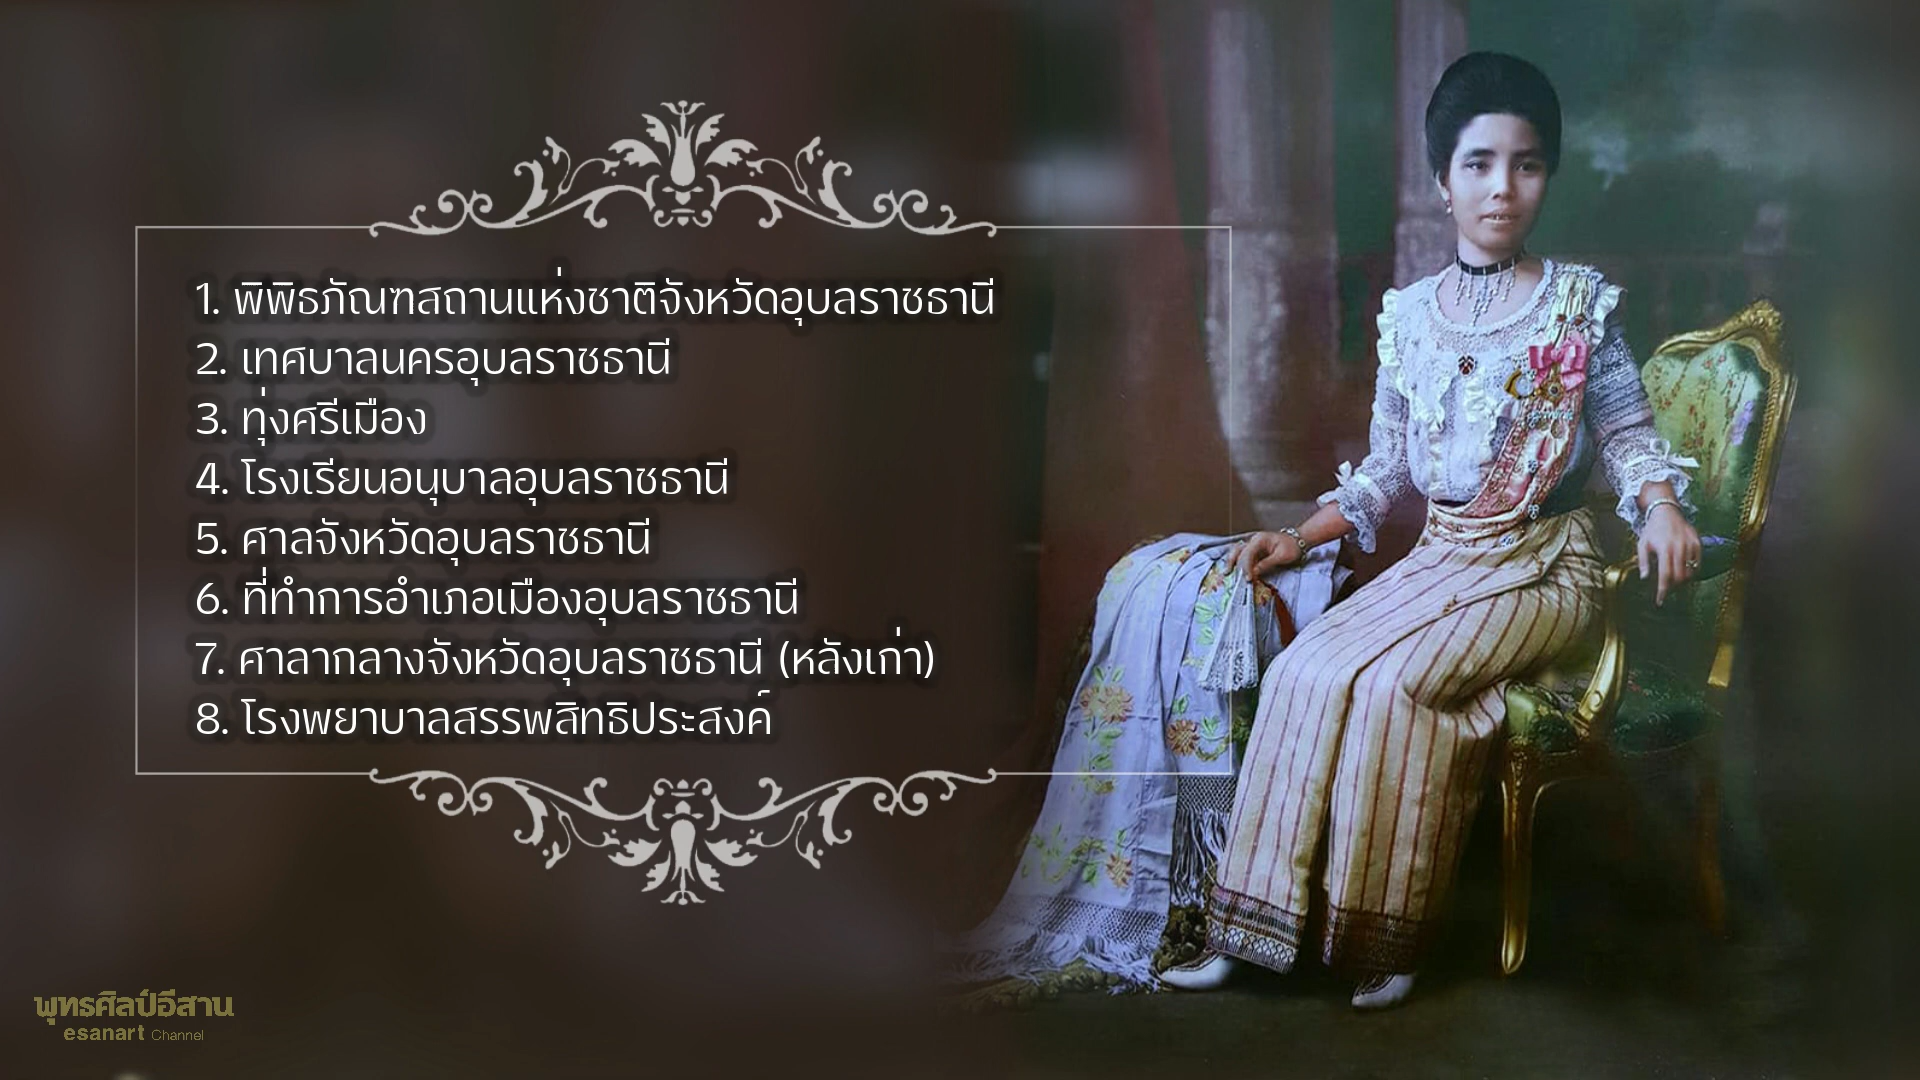 1. พิพิธภัณฑสถานแห่งชาติจังหวัดอุบลราชธานี
2. เทศบาลนครอุบลราชธานี
3. ทุ่งศรีเมือง
4. โรงเรียนอนุบาลอุบลราชธานี
5. ศาลจังหวัดอุบลราชธานี
6. ที่ทำการอำเภอเมืองอุบลราชธานี
7. ศาลากลางจังหวัดอุบลราชธานี (หลังเก่า)
8. โรงพยาบาลสรรพสิทธิประสงค์
พุทธศิลป์อีสาน
esanart Channel